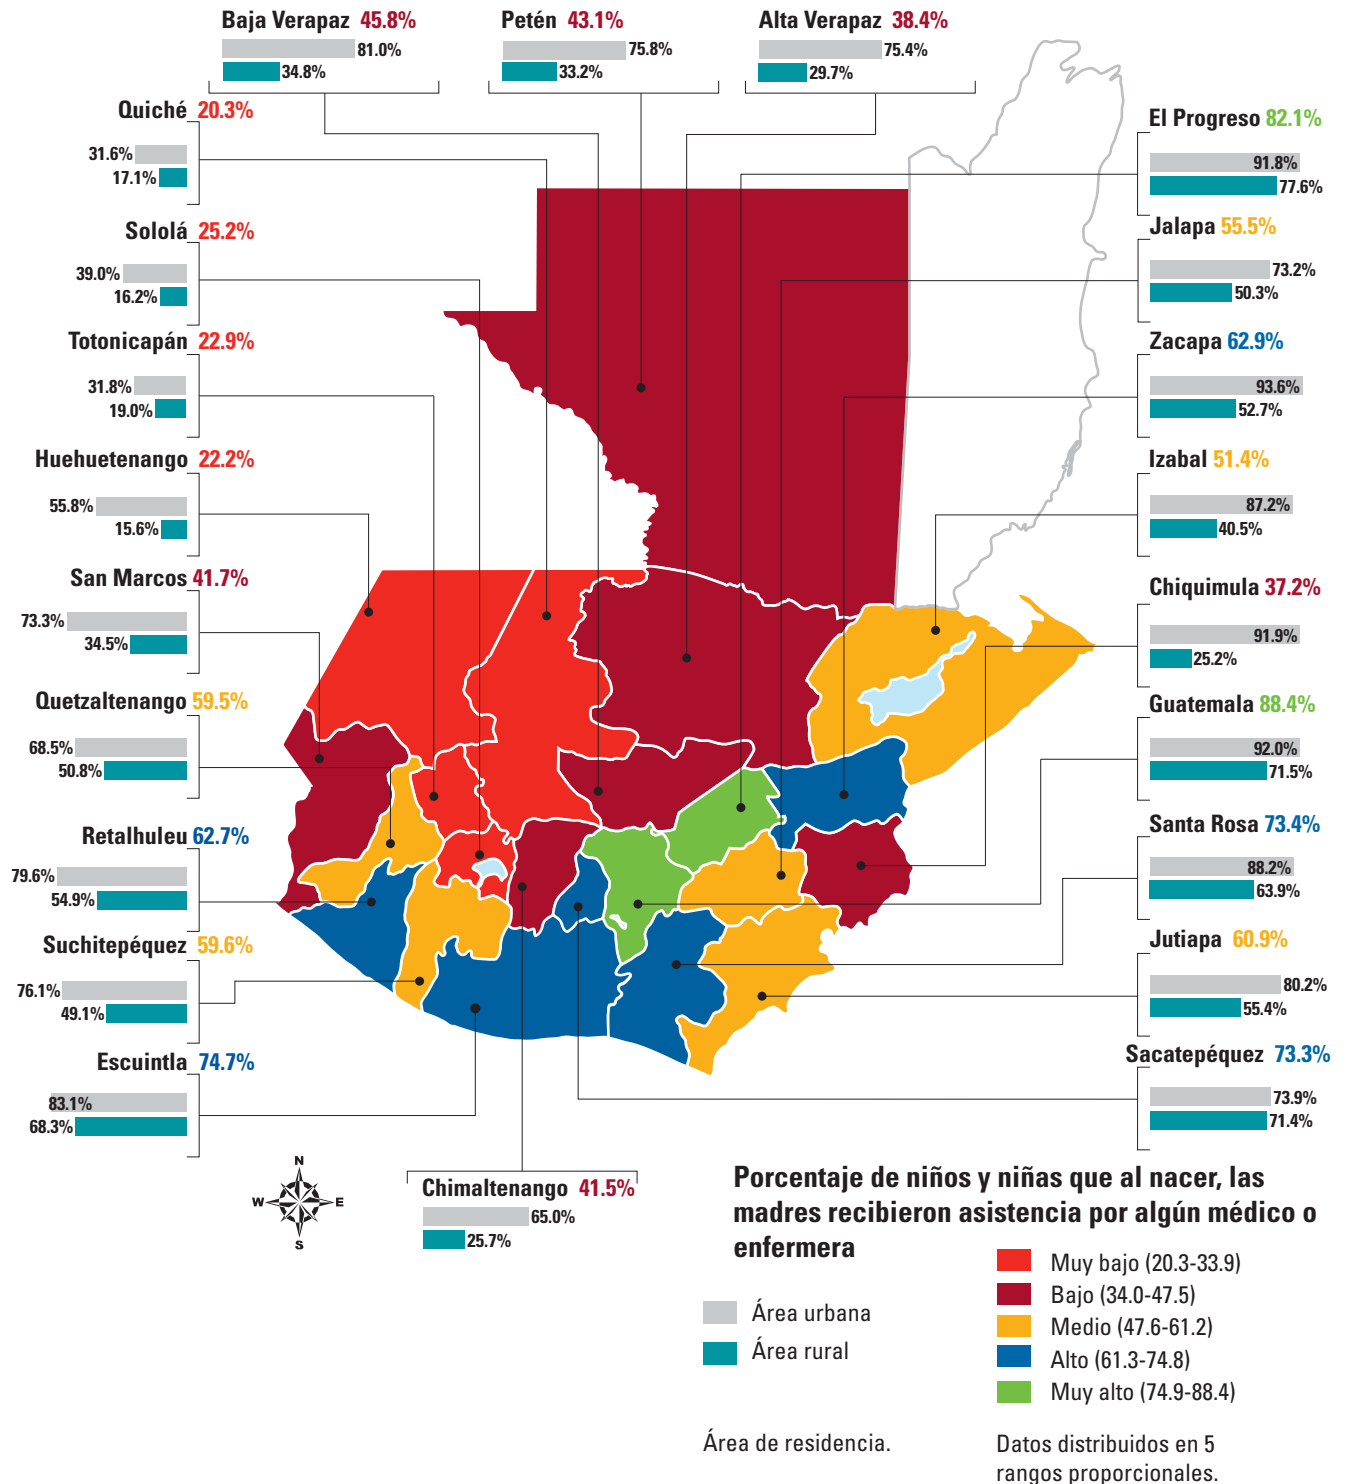 Baja Verapaz 45.8%
81.0%
34.8%
Petén 43.1%
75.8%
33.2%
Alta Verapaz 38.4%
75.4%
29.7%
Quiché 20.3%
31.6%
17.1%
Sololá 25.2%
39.0%
16.2%
Totonicapán 22.9%
31.8%
19.0%
Huehuetenango 22.2%
55.8%
15.6%
San Marcos 41.7%
73.3%
34.5%
Quetzaltenango 59.5%
68.5%
50.8%
Retalhuleu 62.7%
79.6%
54.9%
Suchitepéquez 59.6%
76.1%
49.1%
Escuintla 74.7%
83.1%
68.3%
El Progreso 82.1%
91.8%
77.6%
Jalapa 55.5%
73.2%
50.3%
Zacapa 62.9%
93.6%
52.7%
Izabal 51.4%
87.2%
40.5%
Chiquimula 37.2%
91.9%
25.2%
Guatemala 88.4%
92.0%
71.5%
Santa Rosa 73.4%
88.2%
63.9%
Jutiapa 60.9%
80.2%
55.4%
Sacatepéquez 73.3%
73.9%
71.4%
N
W
E
S
Chimaltenango 41.5%
65.0%
25.7%
Porcentaje de niños y niñas que al nacer, las
madres recibieron asistencia por algún médico o
enfermera
Área urbana
Área rural
Muy bajo (20.3-33.9)
Bajo (34.0-47.5)
Medio (47.6-61.2)
Alto (61.3-74.8)
Muy alto (74.9-88.4)
Área de residencia.
Datos distribuidos en 5
rangos proporcionales.